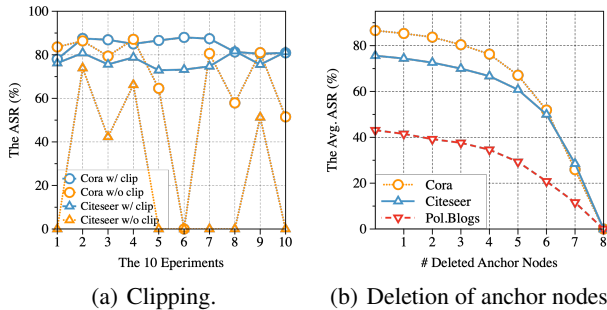 The ASR (%)
100
80
60
40
20
0
Cora w/ clip
Cora w/o clip
Citeseer w/ clip
Citeseer w/o clip
1 2 3 4 5 6 7 8 9 10
The 10 Eperiments
(a) Clipping.
The Avg. ASR (%)
80
60
40
20
0
Cora
Citeseer
Pol.Blogs
1 2 3 4 5 6 7 8
# Deleted Anchor Nodes
(b) Deletion of anchor nodes